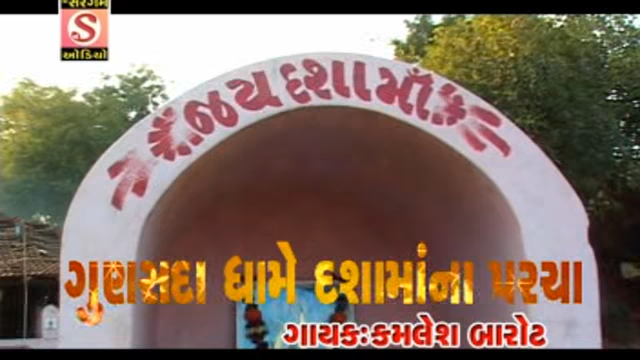 સરગમ
S
ઓડિયો
જય દશા માઁ
ગુણસદા ધામે દશામાંના પરચા
ગાયક:કમલેશ બારોટ